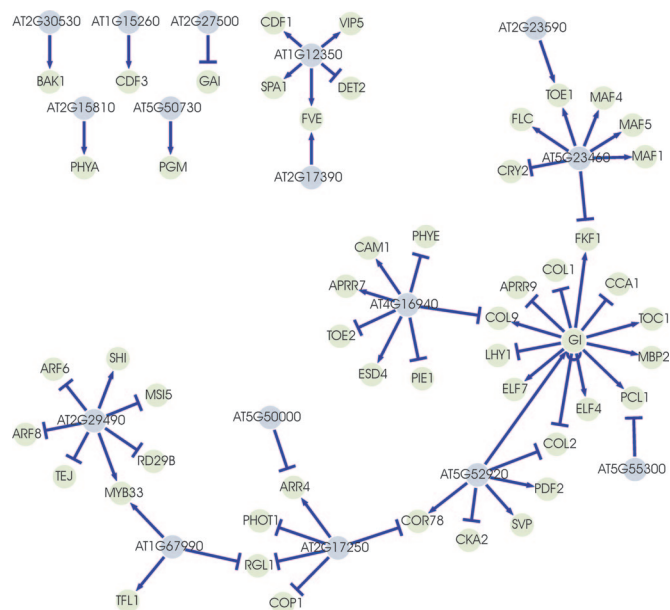 AT2G30530 AT1G15260 AT2G27500
CDF1 VIP5
AT1G12350
AT2G23590
BAK1 CDF3 GAI
SPA1 DET2
AT2G15810 AT5G50730
TOE1 MAF4
FVE
FLC MAF5
PHYA PGM
AT2G17390
CRY2 AT5G23460 MAF1
CAM1 PHYE
FKF1
APRR7
AT4G16940
APRR9 COL1 CCA1
COL9 TOC1
TOE2
LHY1 GI MBP2
ESD4 PIE1
ELF7 ELF4 PCL1
ARF6 SHI
MSI5
AT2G29490
ARF8
AT5G50000
COL2
TEJ RD29B
AT5G52920 AT5G55300
MYB33 ARR4
PDF2
PHOT1 COR78
AT1G67990 AT2G17250
CKA2 SVP
RGL1
TFL1 COP1